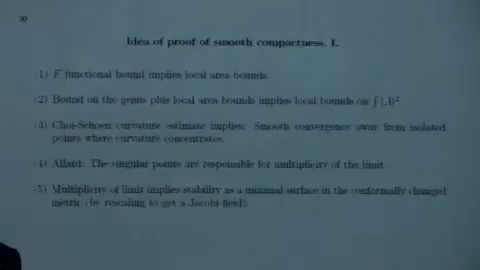 Idea of proof of smooth compactness, I.
(1) F functional bound implies local area bounds.
(2) Bound on the genus plus local area bounds implies local bounds on ∫ |A|².
(3) Choi-Schoen curvature estimate implies: Smooth convergence away from isolated
points where curvature concentrates.
(4) Allard: The singular points are responsible for multiplicity of the limit.
(5) Multiplicity of limit implies stability as a minimal surface in the conformally changed
metric (by rescaling to get a Jacobi field).